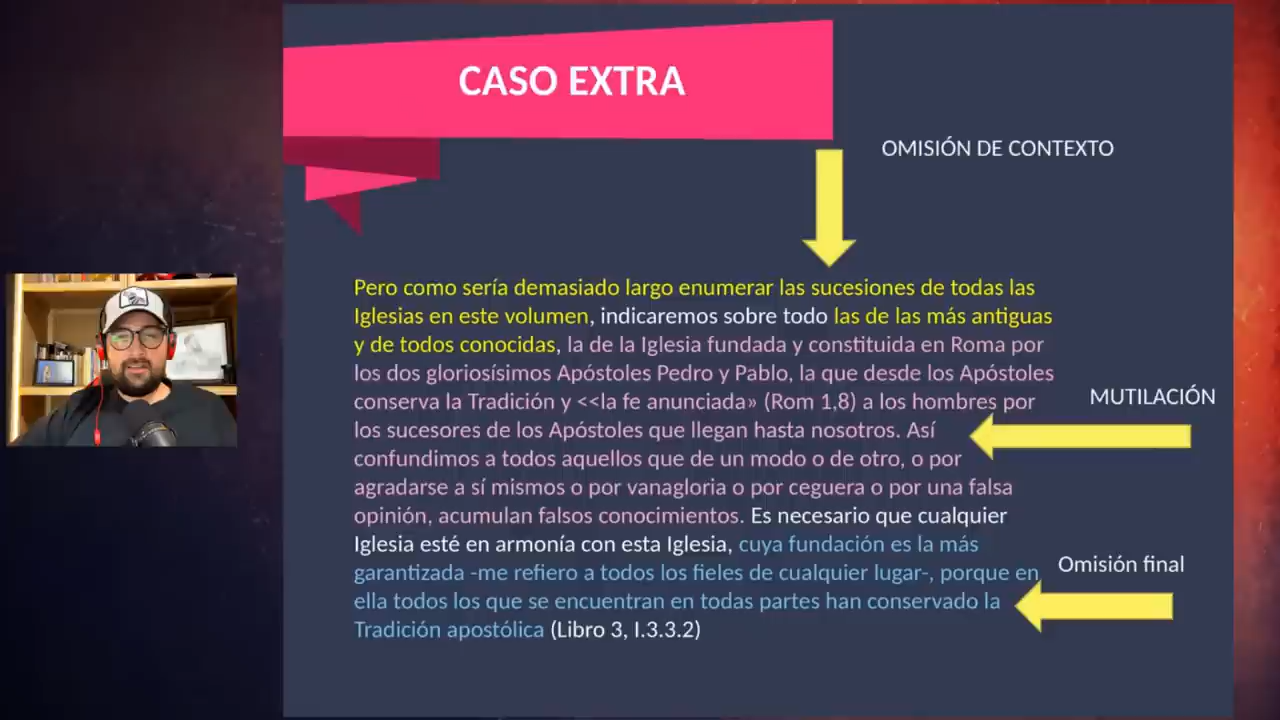 CASO EXTRA
OMISIÓN DE CONTEXTO
Pero como sería demasiado largo enumerar las sucesiones de todas las
Iglesias en este volumen, indicaremos sobre todo las de las más antiguas
y de todos conocidas, la de la Iglesia fundada y constituida en Roma por
los dos gloriosísimos Apóstoles Pedro y Pablo, la que desde los Apóstoles
conserva la Tradición y <<la fe anunciada» (Rom 1,8) a los hombres por
los sucesores de los Apóstoles que llegan hasta nosotros. Así
confundimos a todos aquellos que de un modo o de otro, o por
agradarse a sí mismos o por vanagloria o por ceguera o por una falsa
opinión, acumulan falsos conocimientos. Es necesario que cualquier
Iglesia esté en armonía con esta Iglesia, cuya fundación es la más
garantizada -me refiero a todos los fieles de cualquier lugar-, porque en
ella todos los que se encuentran en todas partes han conservado la
Tradición apostólica (Libro 3, I.3.3.2)
MUTILACIÓN
Omisión final